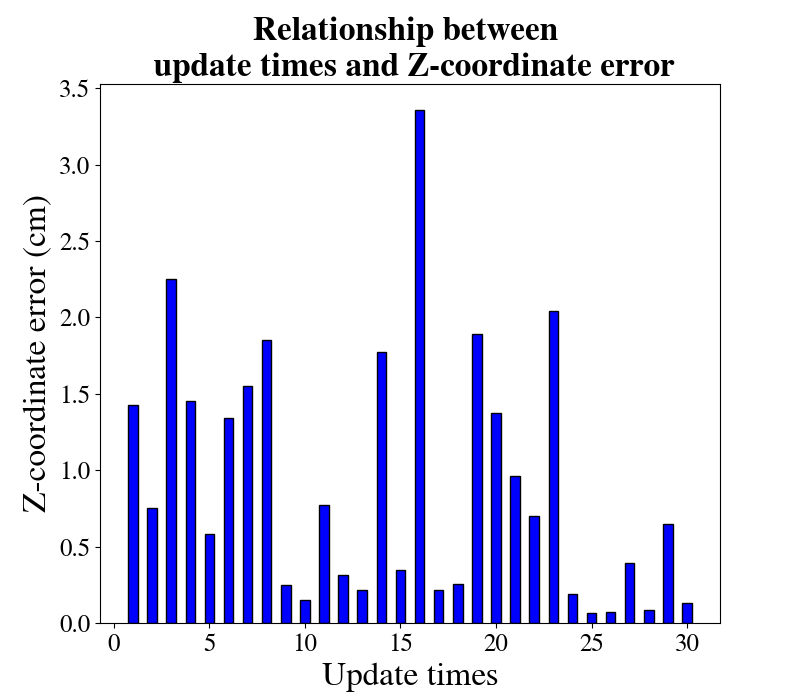 Relationship between
update times and Z-coordinate error
3.5
3.0
2.5
2.0
1.5
1.0
0.5
0.0
Z-coordinate error (cm)
0 5 10 15 20 25 30
Update times